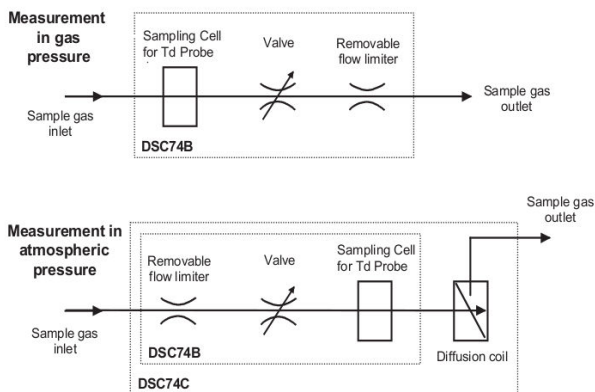 Measurement
in gas
pressure
Sampling Cell
for Td Probe
Valve
Removable
flow limiter
Sample gas
inlet
Sample gas
outlet
DSC74B
Measurement in
atmospheric
pressure
Removable
flow limiter
Valve
Sampling Cell
for Td Probe
Sample gas
outlet
Sample gas
inlet
DSC74B
Diffusion coil
DSC74C